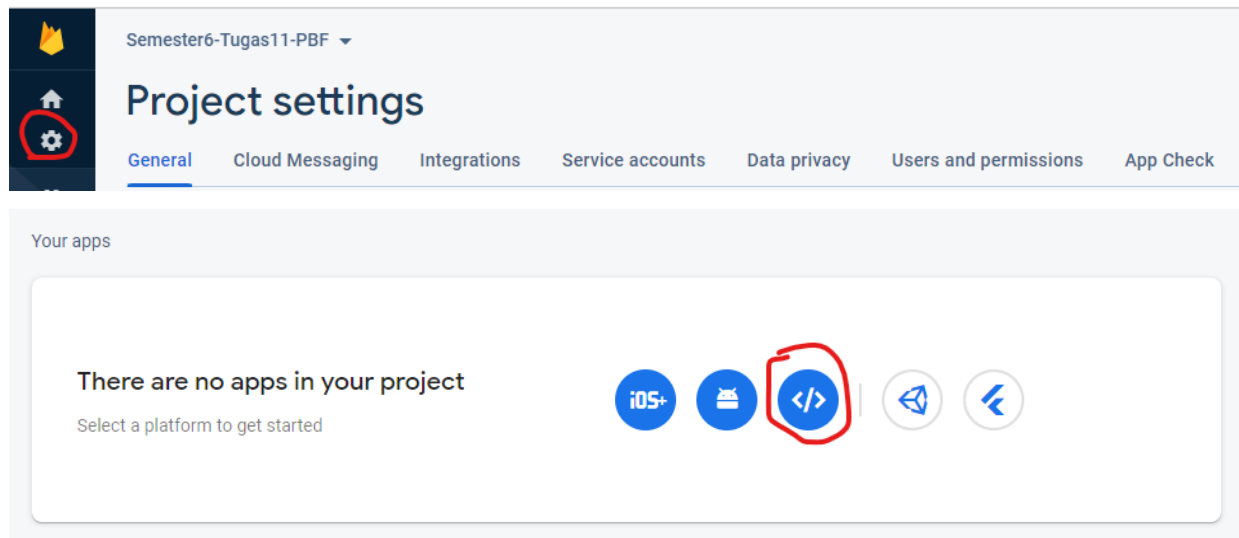 Semester6-Tugas11-PBF
Project settings
General Cloud Messaging Integrations Service accounts Data privacy Users and permissions App Check
Your apps
There are no apps in your project
Select a platform to get started
iOS+ </>